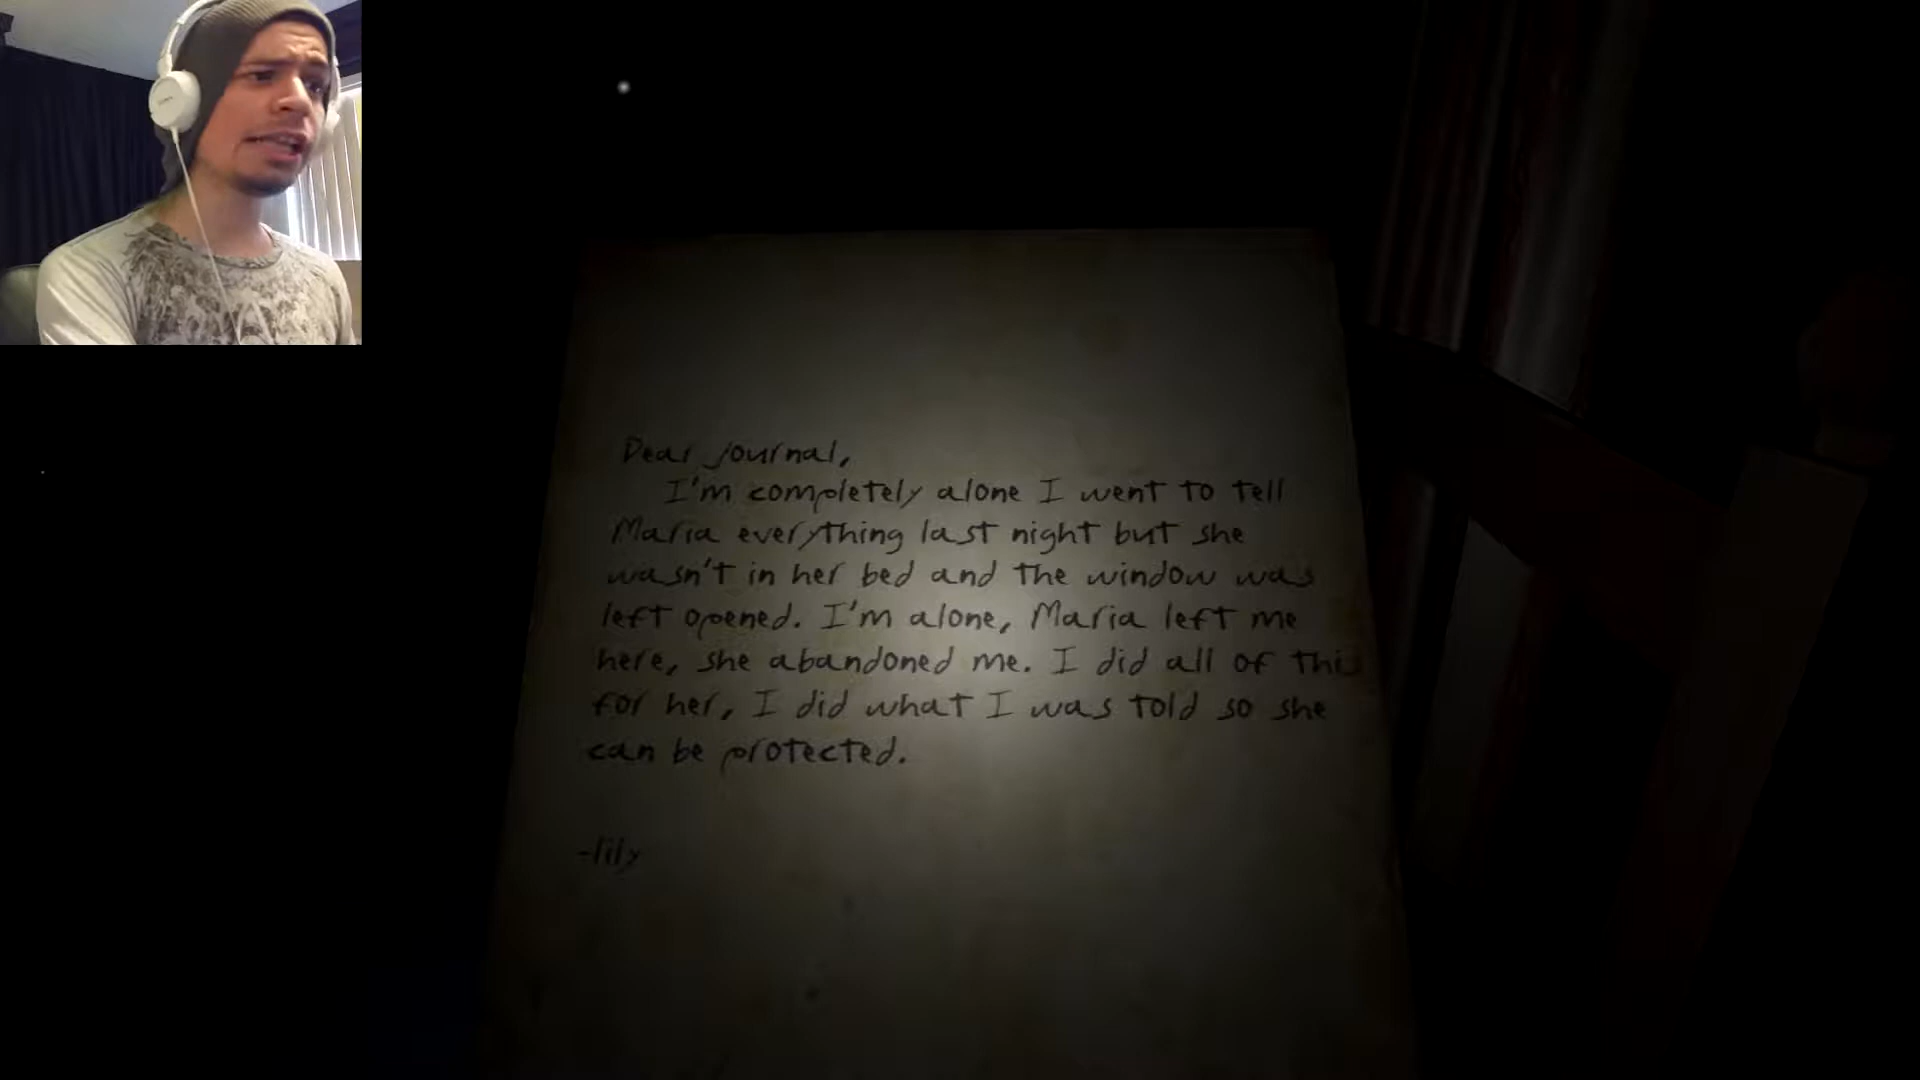 Dear Journal,
I'm completely alone I went to tell
Maria everything last night but she
wasn't in her bed and the window was
left opened. I'm alone, Maria left me
here, she abandoned me. I did all of this
for her, I did what I was told so she
can be protected.
-lily